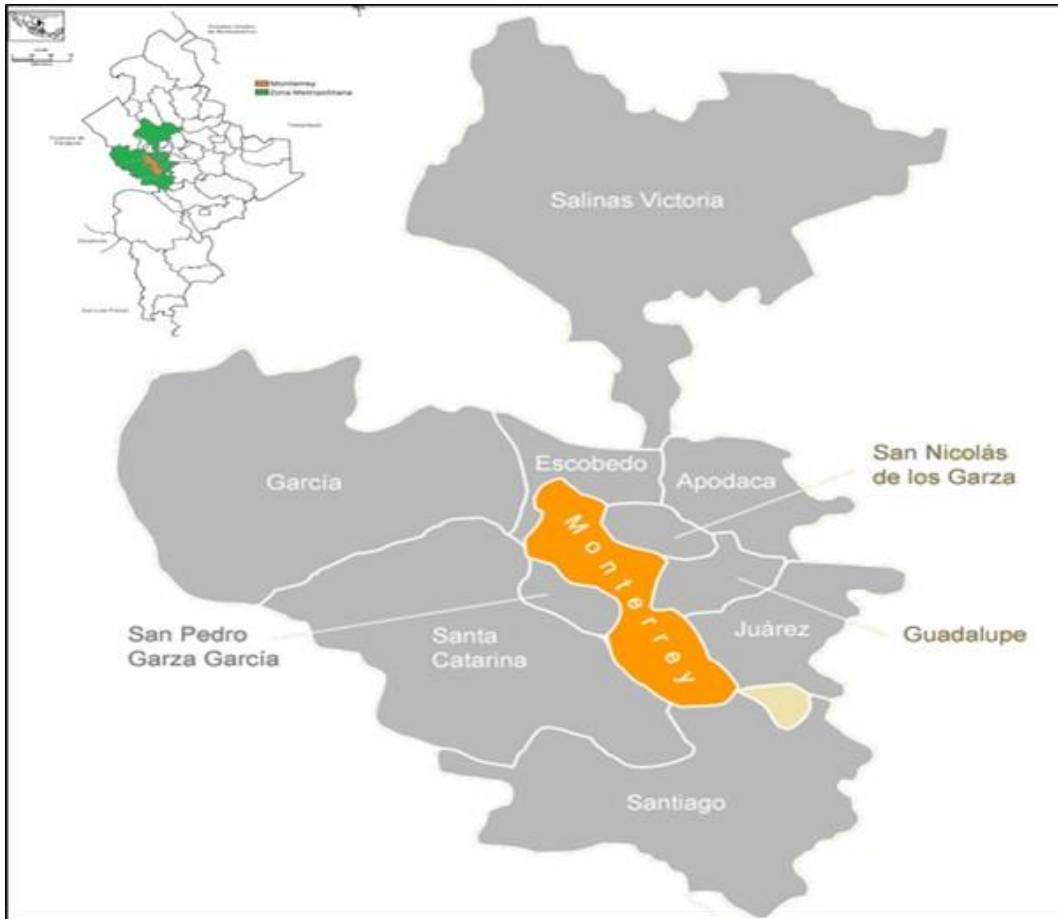 Monterrey
Zona Metropolitana
Salinas Victoria
García
Escobedo
Apodaca
San Nicolás
de los Garza
Monterrey
San Pedro
Garza García
Santa
Catarina
Juárez
Guadalupe
Santiago